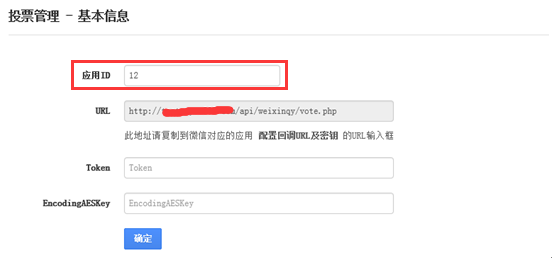 投票管理 - 基本信息
应用ID 12
URL http://m/api/weixinqy/vote.php
此地址请复制到微信对应的应用 配置回调URL及密钥 的URL输入框
Token Token
EncodingAESKey EncodingAESKey
确定